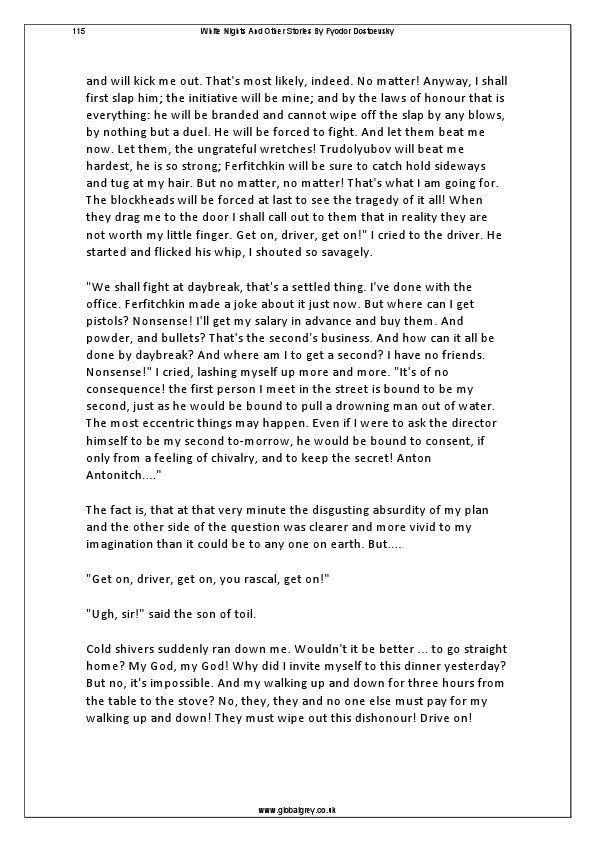 115 White Nights And Other Stories By Fyodor Dostoevsky
and will kick me out. That's most likely, indeed. No matter! Anyway, I shall
first slap him; the initiative will be mine; and by the laws of honour that is
everything: he will be branded and cannot wipe off the slap by any blows,
by nothing but a duel. He will be forced to fight. And let them beat me
now. Let them, the ungrateful wretches! Trudolyubov will beat me
hardest, he is so strong; Ferfitchkin will be sure to catch hold sideways
and tug at my hair. But no matter, no matter! That's what I am going for.
The blockheads will be forced at last to see the tragedy of it all! When
they drag me to the door I shall call out to them that in reality they are
not worth my little finger. Get on, driver, get on!" I cried to the driver. He
started and flicked his whip, I shouted so savagely.
"We shall fight at daybreak, that's a settled thing. I've done with the
office. Ferfitchkin made a joke about it just now. But where can I get
pistols? Nonsense! I'll get my salary in advance and buy them. And
powder, and bullets? That's the second's business. And how can it all be
done by daybreak? And where am I to get a second? I have no friends.
Nonsense!" I cried, lashing myself up more and more. "It's of no
consequence! the first person I meet in the street is bound to be my
second, just as he would be bound to pull a drowning man out of water.
The most eccentric things may happen. Even if I were to ask the director
himself to be my second to-morrow, he would be bound to consent, if
only from a feeling of chivalry, and to keep the secret! Anton
Antonitch...."
The fact is, that at that very minute the disgusting absurdity of my plan
and the other side of the question was clearer and more vivid to my
imagination than it could be to any one on earth. But....
"Get on, driver, get on, you rascal, get on!"
"Ugh, sir!" said the son of toil.
Cold shivers suddenly ran down me. Wouldn't it be better ... to go straight
home? My God, my God! Why did I invite myself to this dinner yesterday?
But no, it's impossible. And my walking up and down for three hours from
the table to the stove? No, they, they and no one else must pay for my
walking up and down! They must wipe out this dishonour! Drive on!
www.globalgrey.co.uk